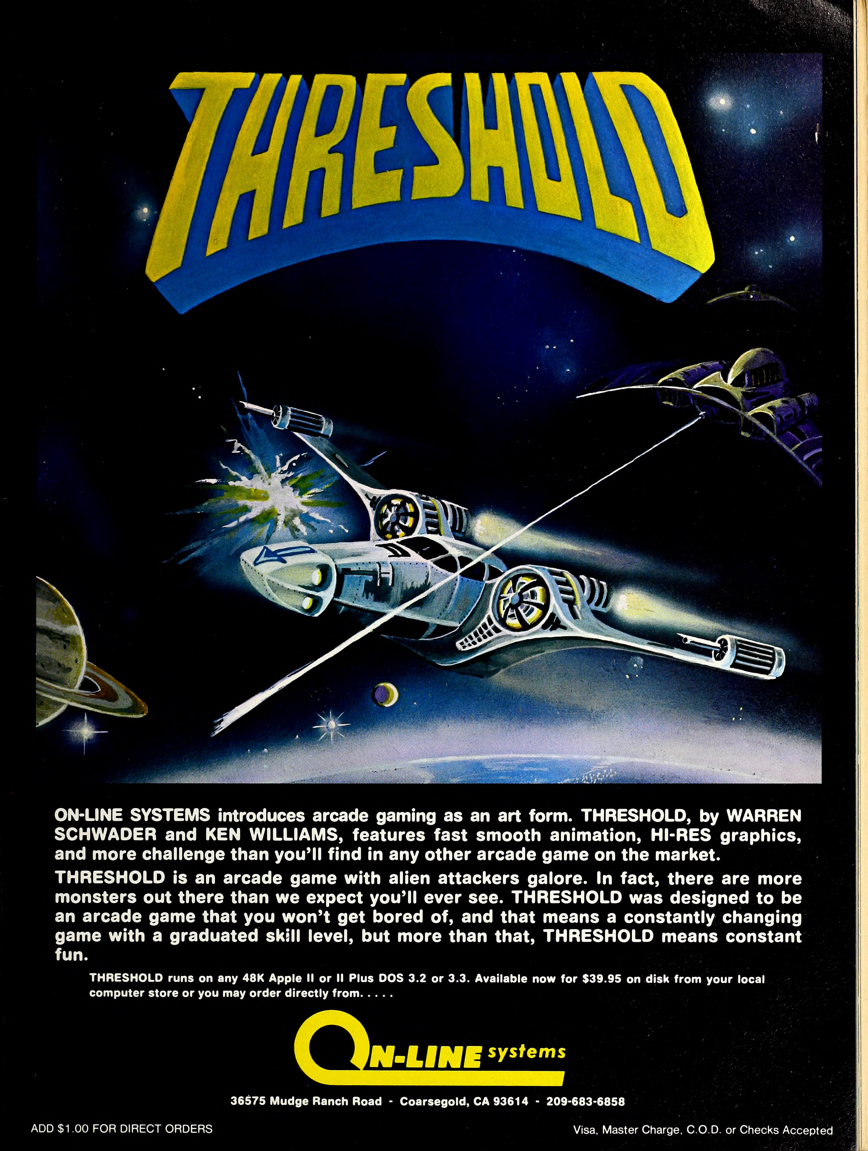 THRESHOLD
ON-LINE SYSTEMS introduces arcade gaming as an art form. THRESHOLD, by WARREN
SCHWADER and KEN WILLIAMS, features fast smooth animation, HI-RES graphics,
and more challenge than you'll find in any other arcade game on the market.
THRESHOLD is an arcade game with alien attackers galore. In fact, there are more
monsters out there than we expect you'll ever see. THRESHOLD was designed to be
an arcade game that you won't get bored of, and that means a constantly changing
game with a graduated skill level, but more than that, THRESHOLD means constant
fun.
THRESHOLD runs on any 48K Apple II or II Plus DOS 3.2 or 3.3. Available now for $39.95 on disk from your local
computer store or you may order directly from. . . . .
ON-LINE systems
36575 Mudge Ranch Road - Coarsegold, CA 93614 - 209-683-6858
ADD $1.00 FOR DIRECT ORDERS
Visa, Master Charge, C.O.D. or Checks Accepted